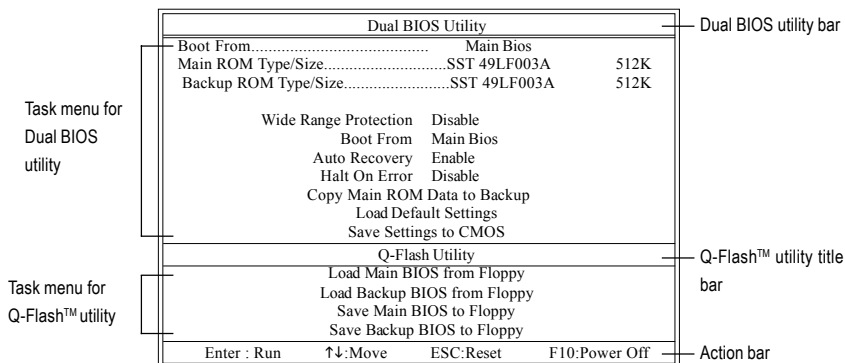 Dual BIOS Utility
Boot From.......................................... Main Bios
Main ROM Type/Size.............................SST 49LF003A 512K
Backup ROM Type/Size.........................SST 49LF003A 512K
Wide Range Protection Disable
Boot From Main Bios
Auto Recovery Enable
Halt On Error Disable
Copy Main ROM Data to Backup
Load Default Settings
Save Settings to CMOS
Q-Flash Utility
Load Main BIOS from Floppy
Load Backup BIOS from Floppy
Save Main BIOS to Floppy
Save Backup BIOS to Floppy
Enter : Run ↑↓:Move ESC:Reset F10:Power Off
Task menu for
Dual BIOS
utility
Task menu for
Q-Flash™ utility
Dual BIOS utility bar
Q-Flash™ utility title
bar
Action bar